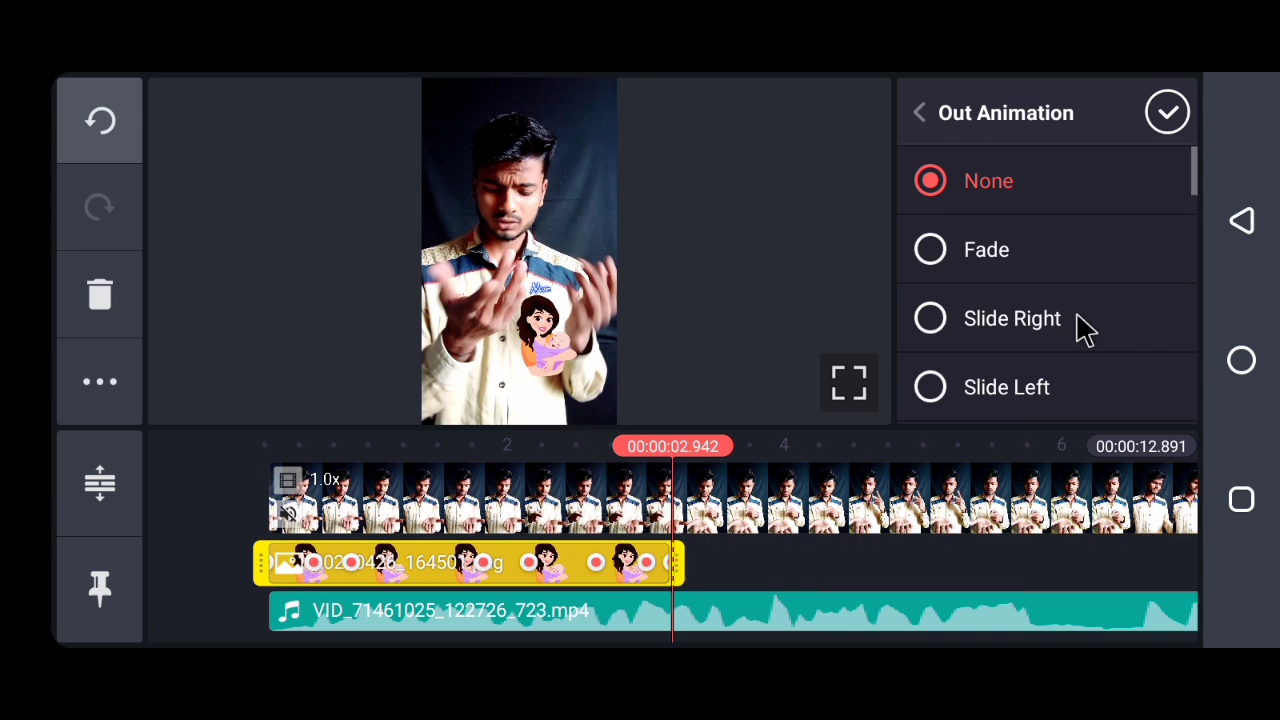 Out Animation
None
Fade
Slide Right
Slide Left
2
00:00:02.942
4
6
00:00:12.891
1.0x
VID_71461025_122726_723.mp4